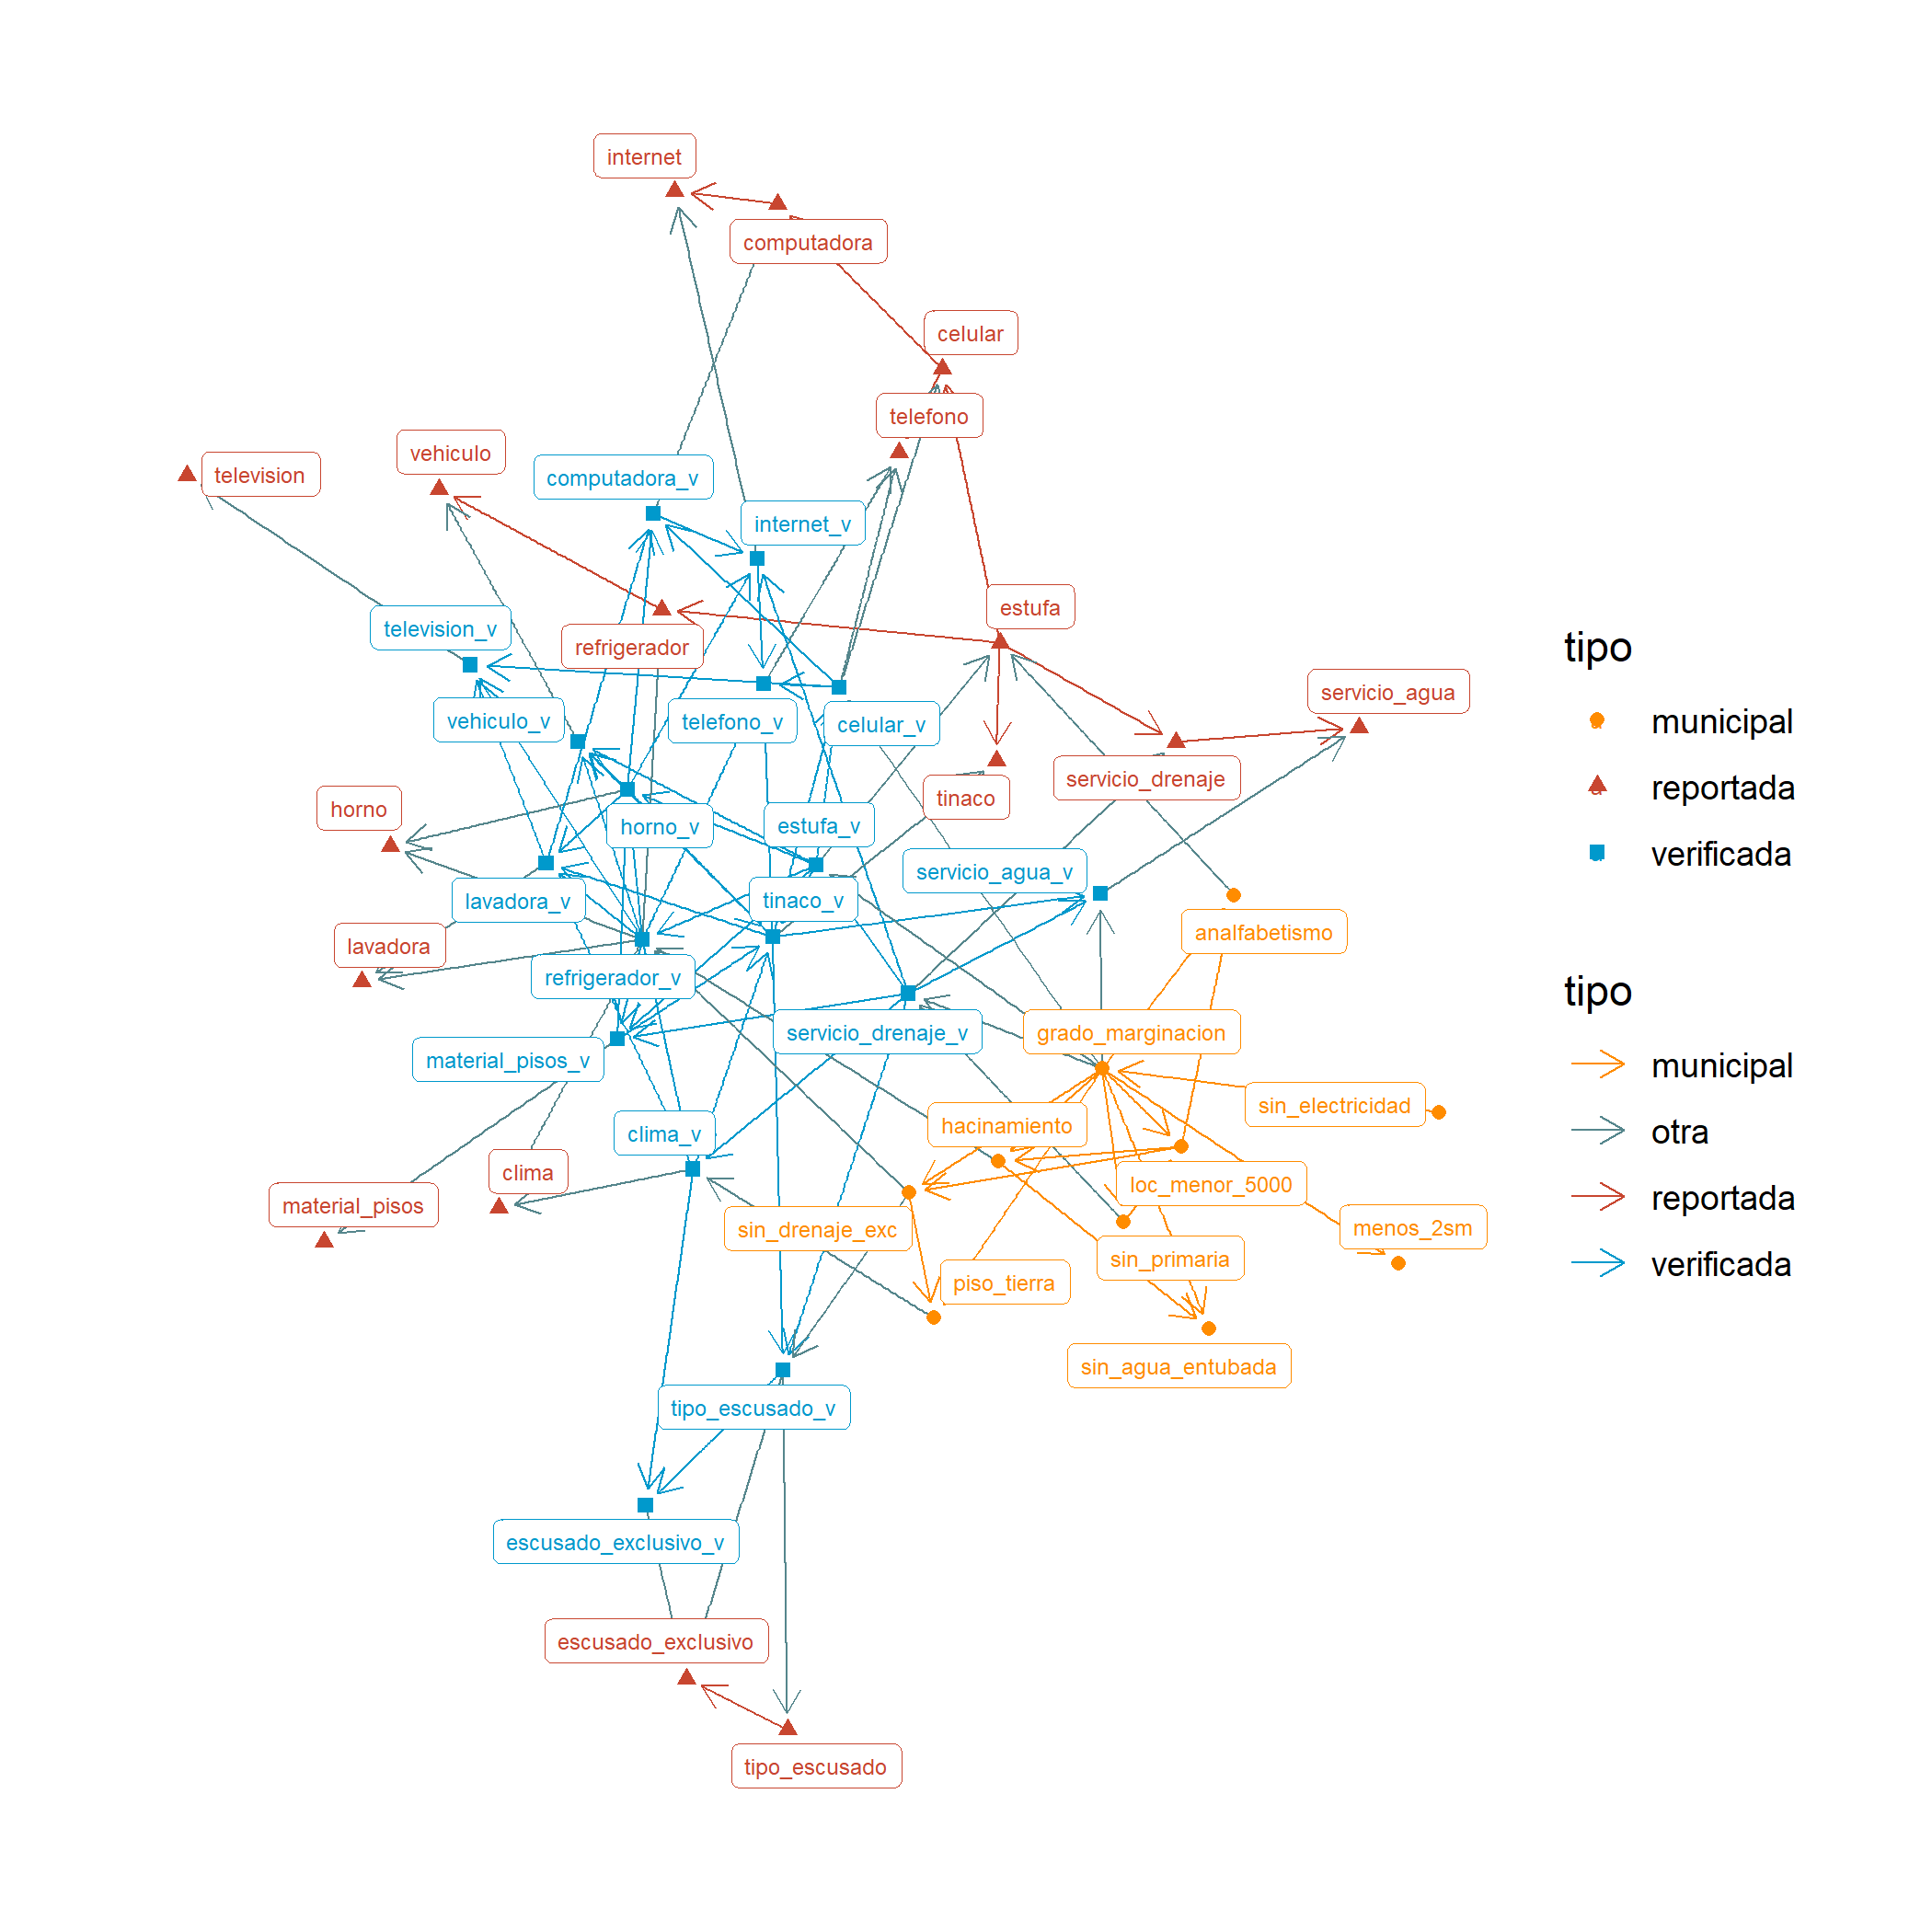 internet
computadora
celular
telefono
vehiculo
television
computadora_v
internet_v
estufa
television_v
refrigerador
servicio_agua
vehiculo_v
telefono_v
celular_v
servicio_drenaje
tinaco
horno
horno_v
estufa_v
servicio_agua_v
lavadora_v
tinaco_v
analfabetismo
lavadora
refrigerador_v
servicio_drenaje_v
grado_marginacion
material_pisos_v
sin_electricidad
hacinamiento
clima_v
clima
loc_menor_5000
material_pisos
sin_drenaje_exc
menos_2sm
sin_primaria
piso_tierra
sin_agua_entubada
tipo_escusado_v
escusado_exclusivo_v
escusado_exclusivo
tipo_escusado
tipo
municipal
reportada
verificada
tipo
municipal
otra
reportada
verificada